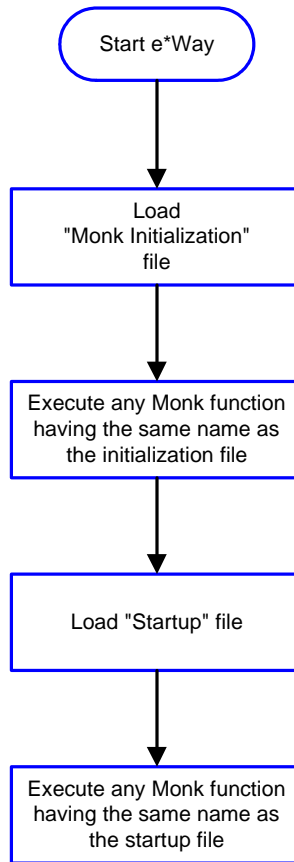 Start e*Way
Load
"Monk Initialization"
file
Execute any Monk function
having the same name as
the initialization file
Load "Startup" file
Execute any Monk function
having the same name as
the startup file